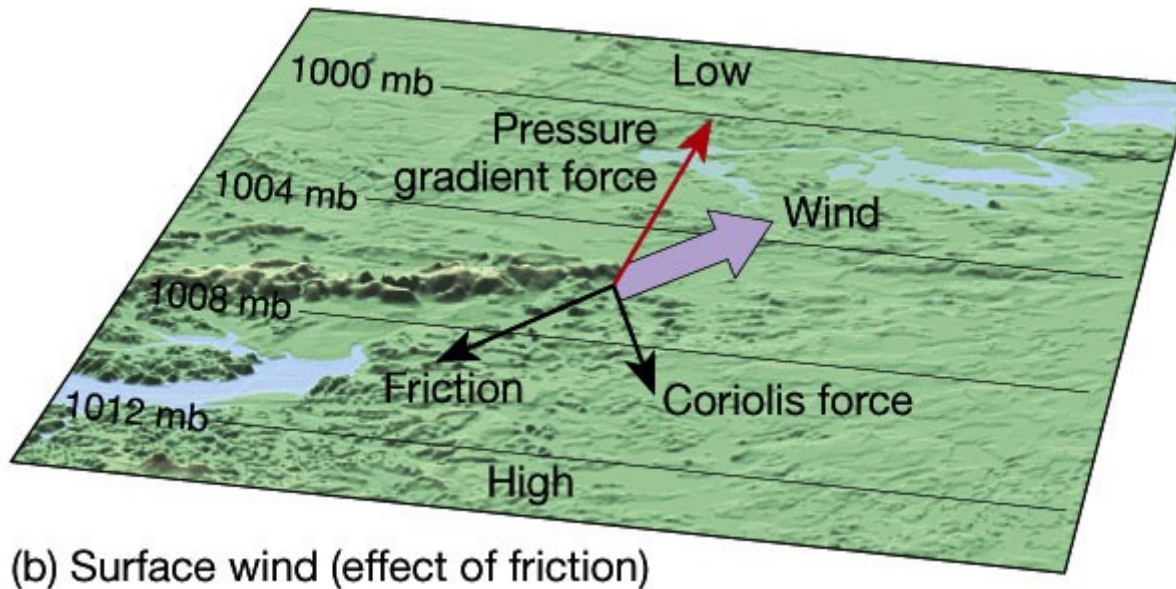 Low
1000 mb
Pressure
gradient force
1004 mb
Wind
1008 mb
Friction
Coriolis force
1012 mb
High
(b) Surface wind (effect of friction)